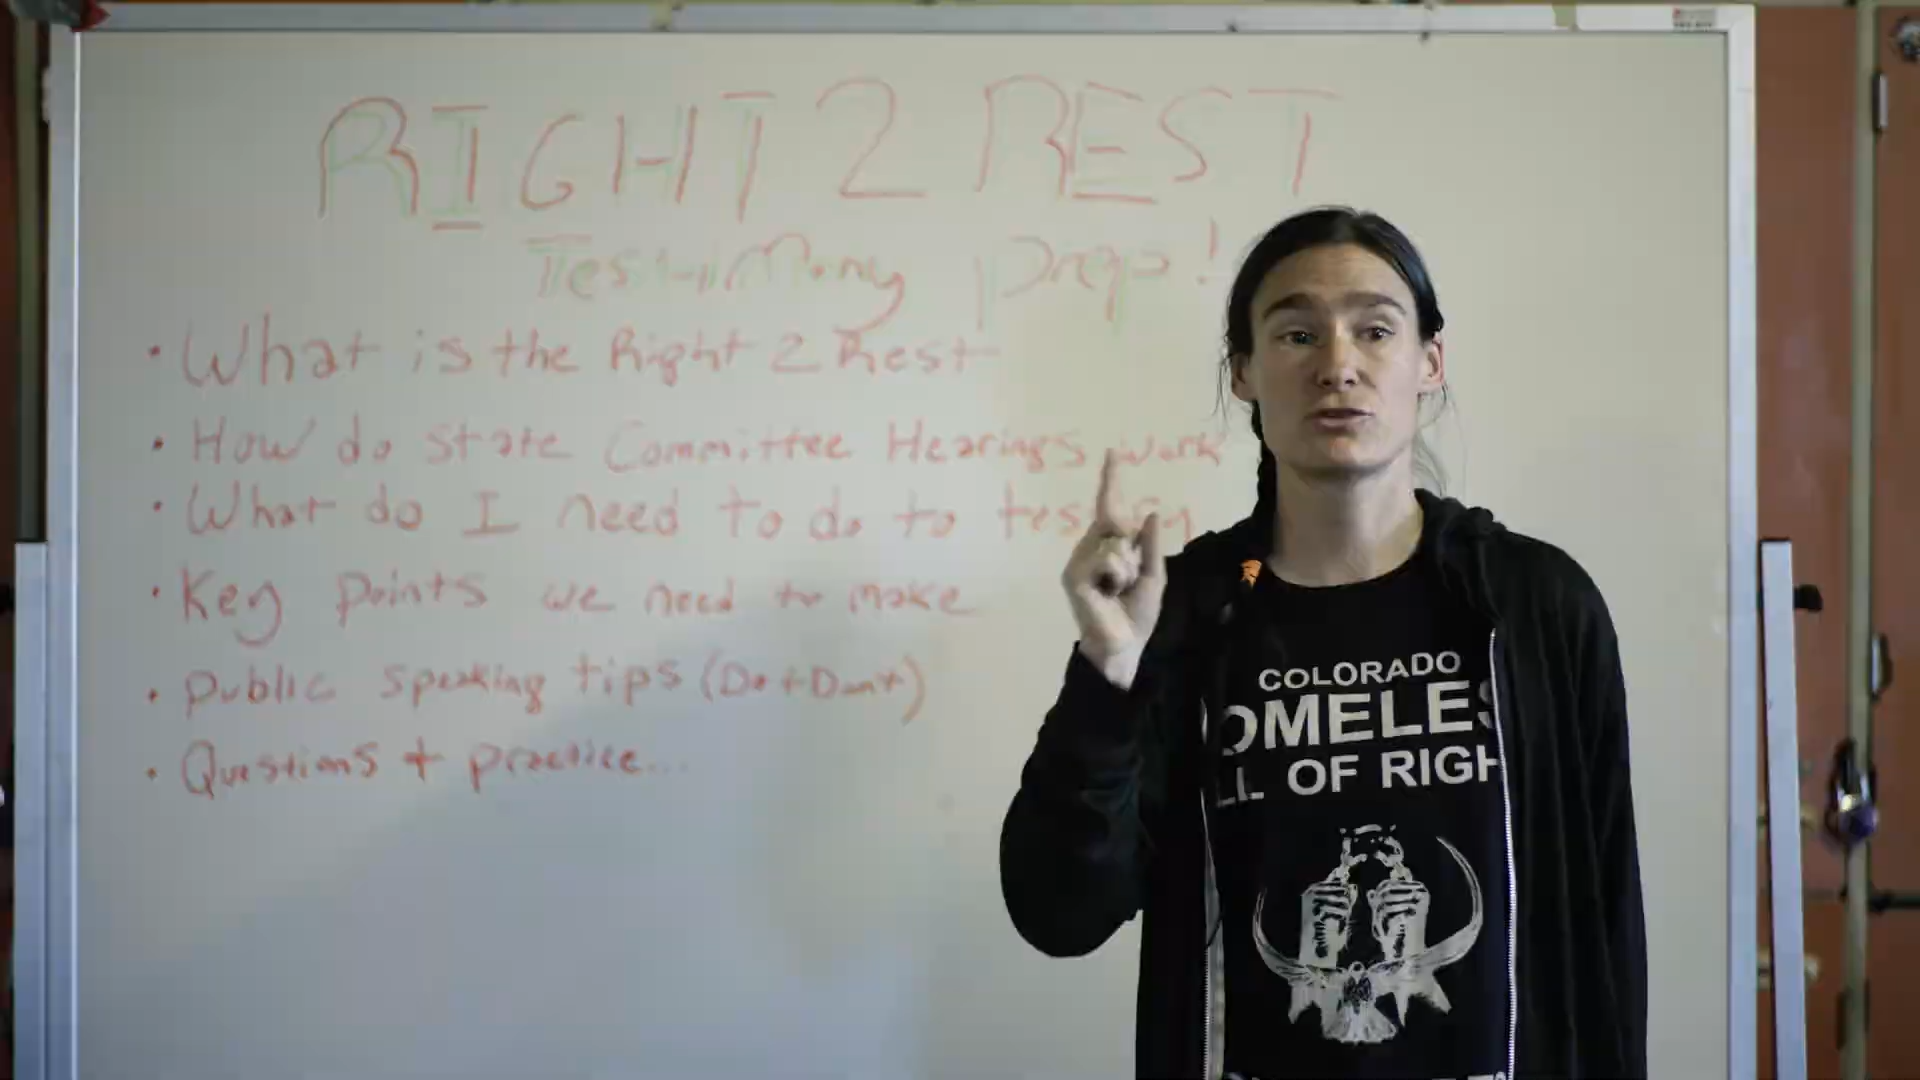 RIGHT 2 REST
Testimony prep!
• What is the Right 2 Rest
• How do State Committee Hearings work
• What do I need to do to testify
• Key points we need to make
• Public speaking tips (Do + Dont)
• Questions + practice...
COLORADO
OMELES
LL OF RIGH